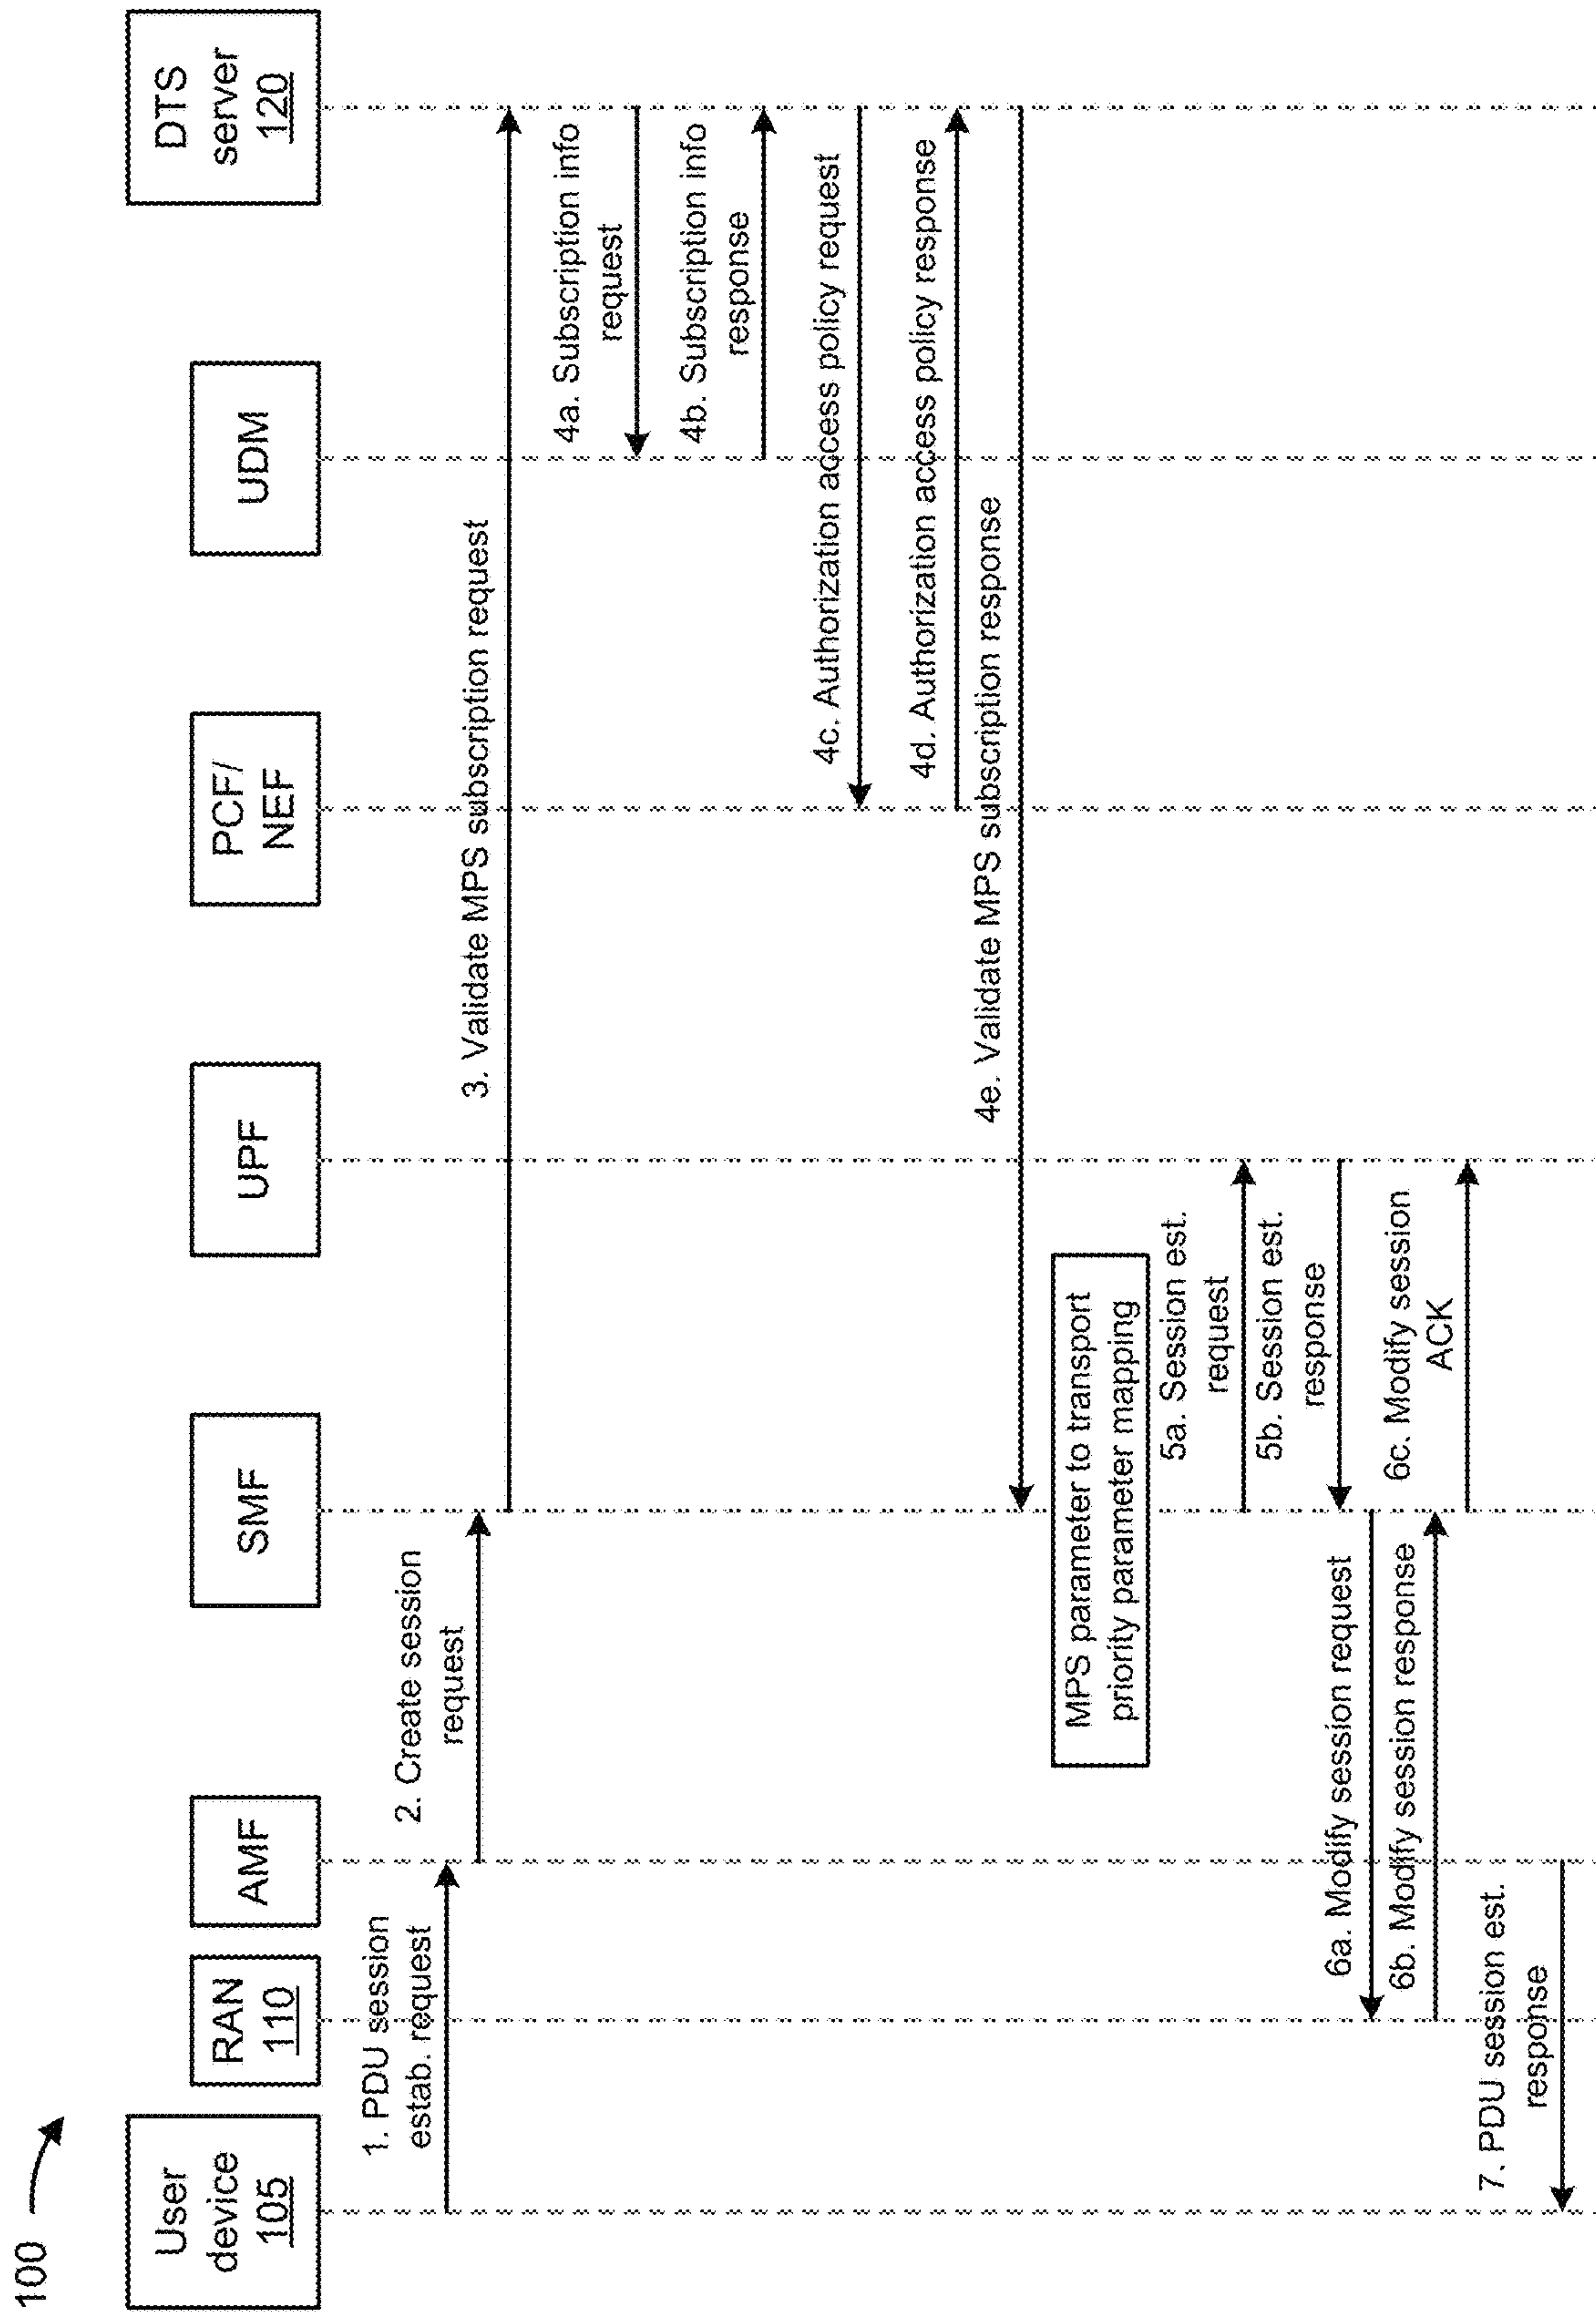 100
User
device
105
RAN
110
AMF
SMF
UPF
PCF/
NEF
UDM
DTS
server
120
1. PDU session
estab. request
2. Create session
request
3. Validate MPS subscription request
4a. Subscription info
request
4b. Subscription info
response
4c. Authorization access policy request
4d. Authorization access policy response
4e. Validate MPS subscription response
MPS parameter to transport
priority parameter mapping
5a. Session est.
request
5b. Session est.
response
6a. Modify session request
6b. Modify session response
6c. Modify session
ACK
7. PDU session est.
response